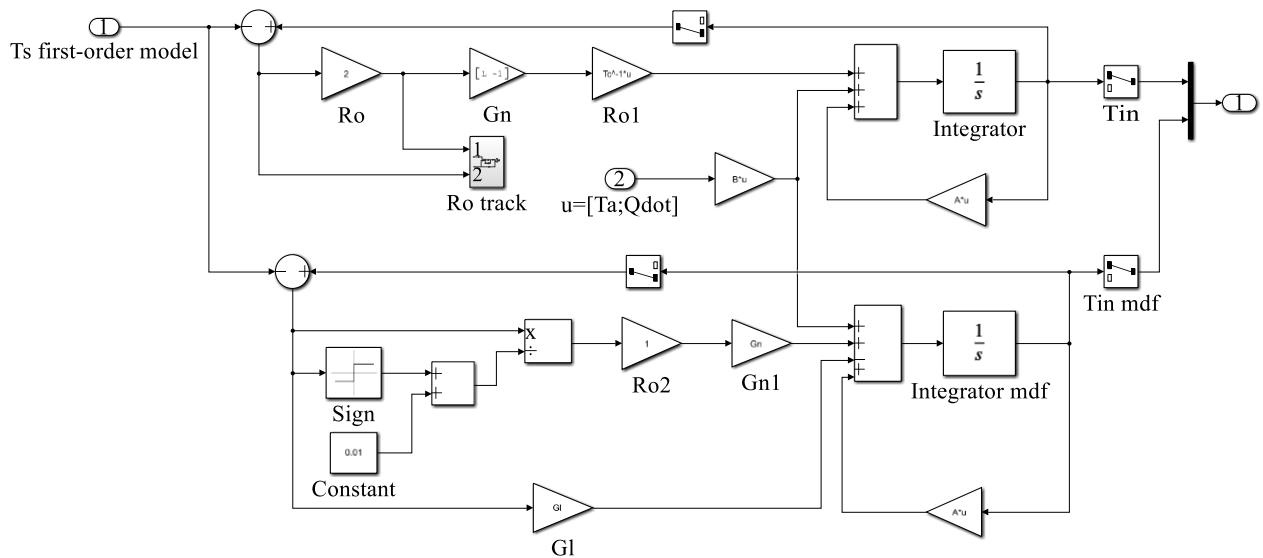 1
Ts first-order model
−
+
2
Ro
[1, -1]
Gn
Tc^-1*u
Ro1
1
2
Ro track
2
u=[Ta;Qdot]
B*u
+
+
+
1
s
Integrator
A*u
Tin
1
−
+
Tin mdf
x
÷
Sign
+
+
0.01
Constant
1
Ro2
Gn
Gn1
+
+
−
+
1
s
Integrator mdf
Gl
Gl
A*u